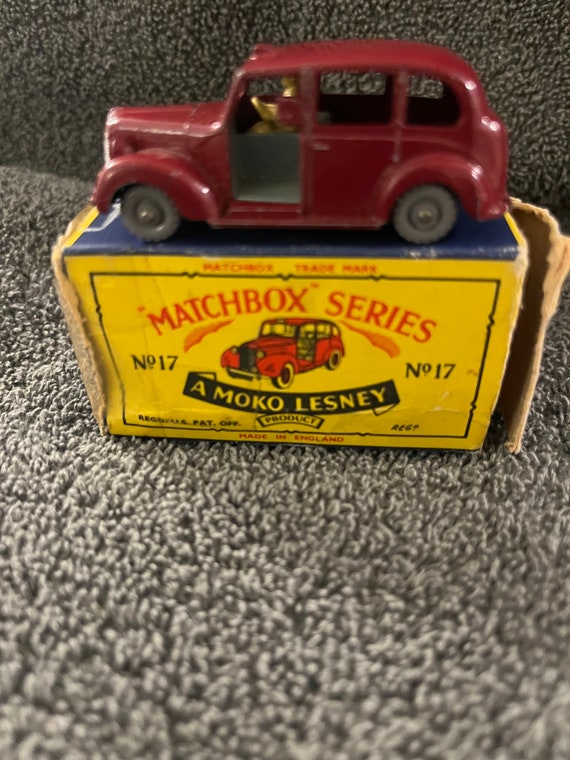 MATCHBOX TRADE MARK
"MATCHBOX" SERIES
No17 No17
A MOKO LESNEY
PRODUCT
REGD. U.S. PAT. OFF. REGD
MADE IN ENGLAND